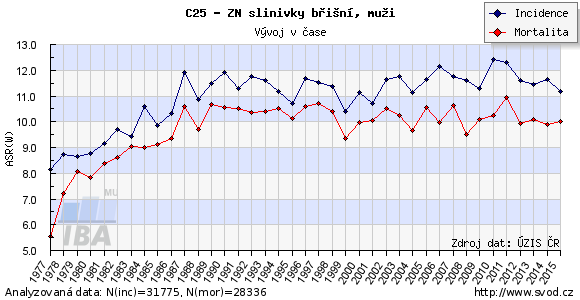 C25 - ZN slinivky břišní, muži
Vývoj v čase
Incidence
Mortalita
ASR(W)
13.0
12.0
11.0
10.0
9.0
8.0
7.0
6.0
5.0
ML
IBA
Zdroj dat: ÚZIS ČR
1977 1978 1979 1980 1981 1982 1983 1984 1985 1986 1987 1988 1989 1990 1991 1992 1993 1994 1995 1996 1997 1998 1999 2000 2001 2002 2003 2004 2005 2006 2007 2008 2009 2010 2011 2012 2013 2014 2015
Analyzovaná data: N(inc)=31775, N(mor)=28336
http://www.svod.cz